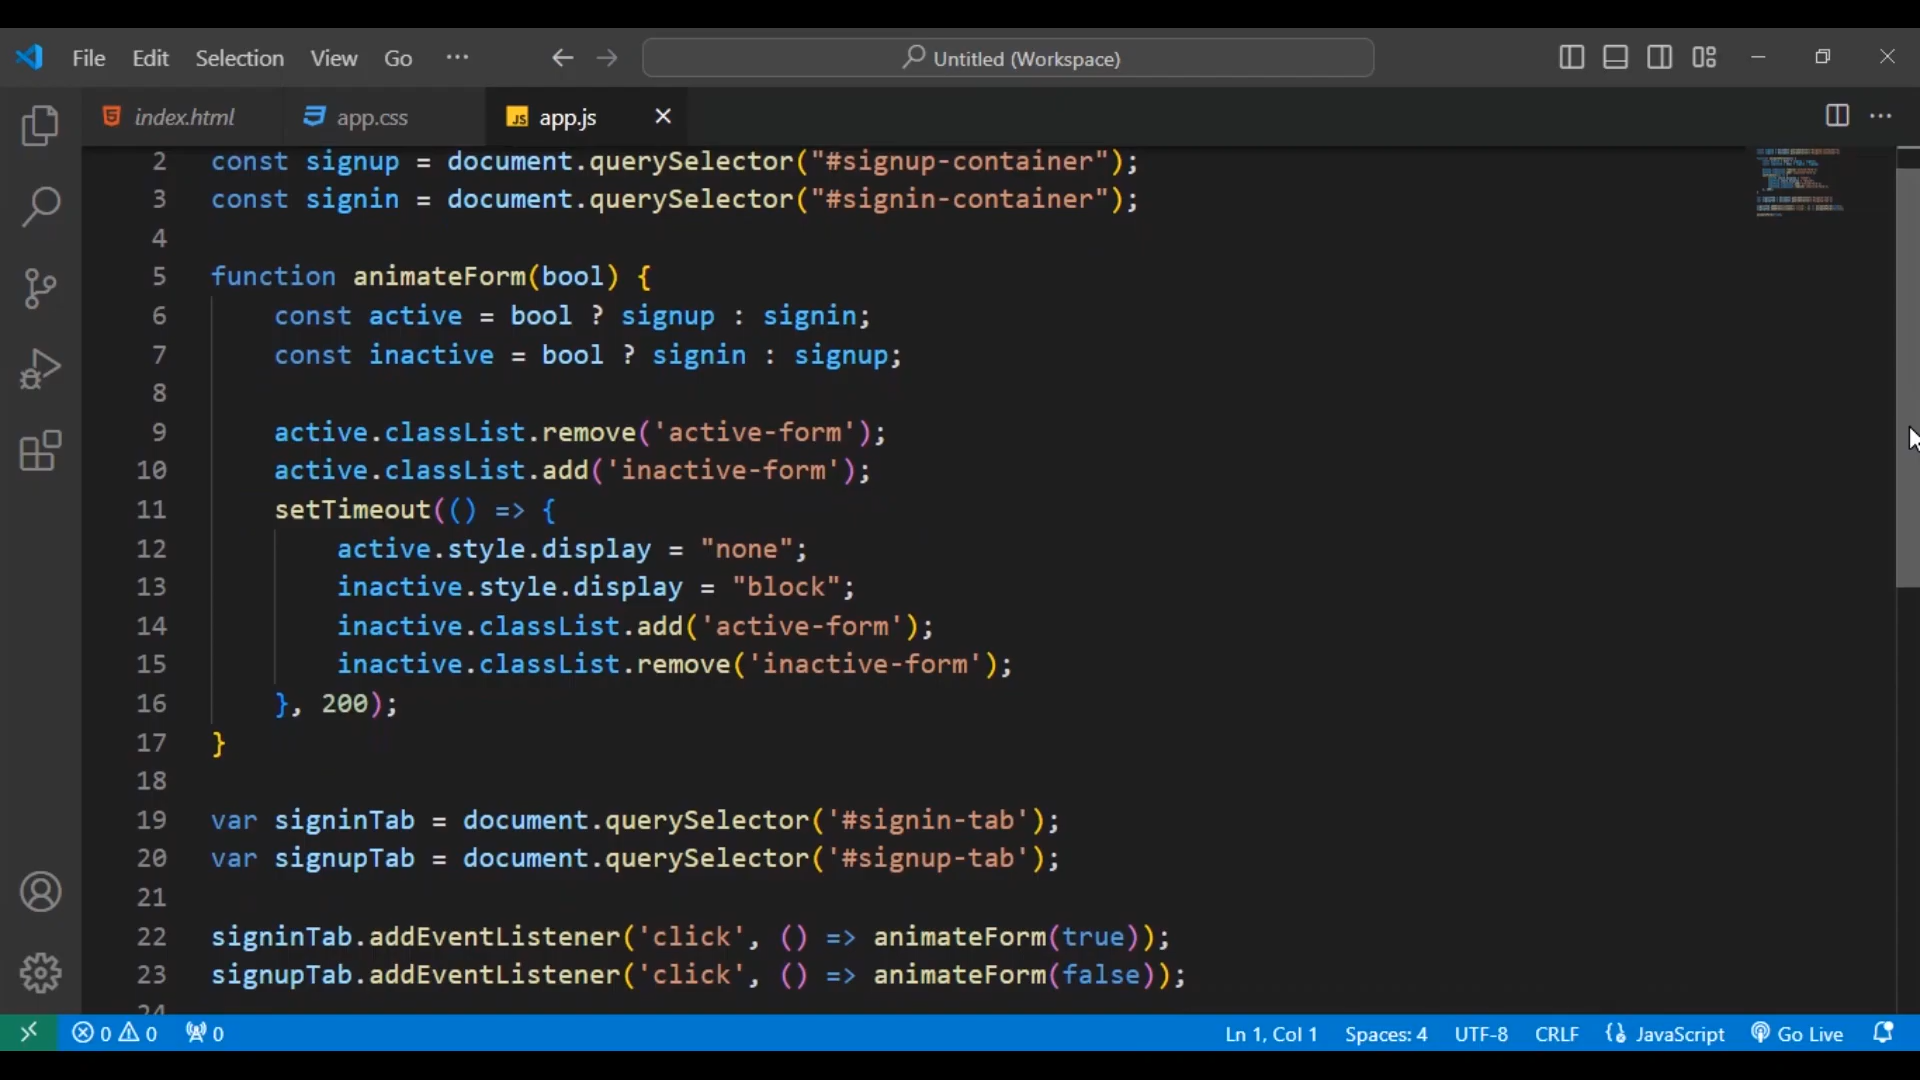 File Edit Selection View Go ··· Untitled (Workspace)
index.html app.css JS app.js
2 const signup = document.querySelector("#signup-container");
3 const signin = document.querySelector("#signin-container");
4
5 function animateForm(bool) {
6 const active = bool ? signup : signin;
7 const inactive = bool ? signin : signup;
8
9 active.classList.remove('active-form');
10 active.classList.add('inactive-form');
11 setTimeout(() => {
12 active.style.display = "none";
13 inactive.style.display = "block";
14 inactive.classList.add('active-form');
15 inactive.classList.remove('inactive-form');
16 }, 200);
17 }
18
19 var signinTab = document.querySelector('#signin-tab');
20 var signupTab = document.querySelector('#signup-tab');
21
22 signinTab.addEventListener('click', () => animateForm(true));
23 signupTab.addEventListener('click', () => animateForm(false));
24
0 0 0 Ln 1, Col 1 Spaces: 4 UTF-8 CRLF JavaScript Go Live